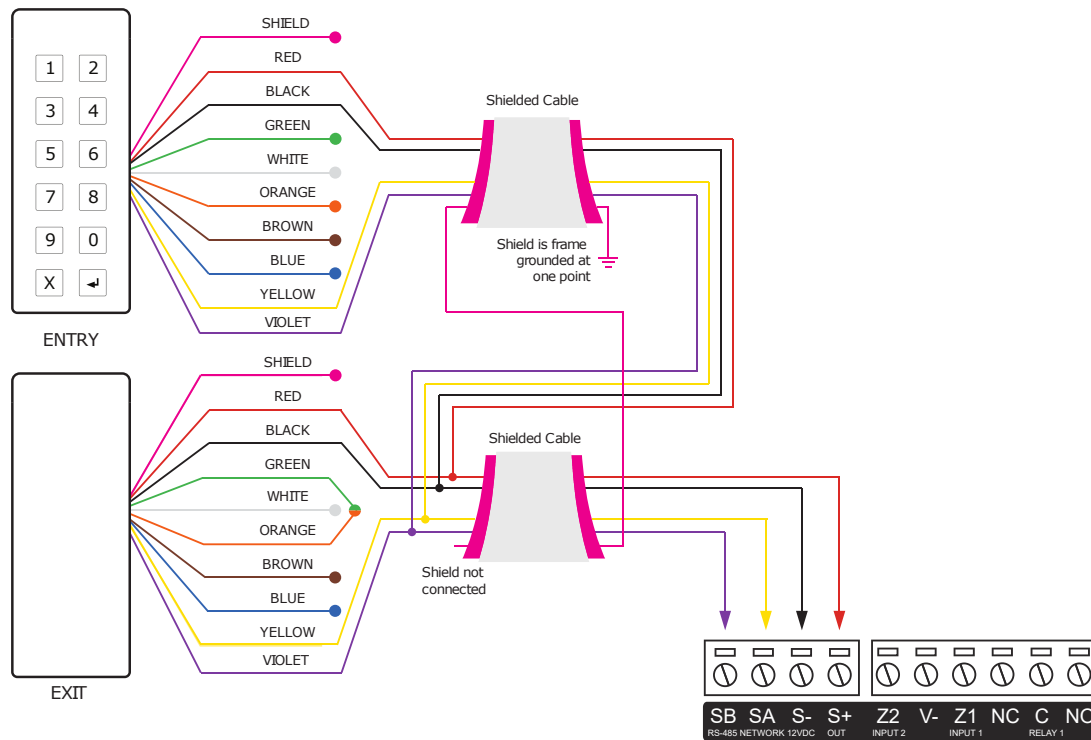 SHIELD
RED
BLACK
GREEN
WHITE
ORANGE
BROWN
BLUE
YELLOW
VIOLET
1 2
3 4
5 6
7 8
9 0
X ↵
ENTRY
Shielded Cable
Shield is frame
grounded at
one point
SHIELD
RED
BLACK
GREEN
WHITE
ORANGE
BROWN
BLUE
YELLOW
VIOLET
EXIT
Shielded Cable
Shield not
connected
SB SA S- S+ Z2 V- Z1 NC C NO
RS-485 NETWORK 12VDC OUT INPUT 2 INPUT 1 RELAY 1